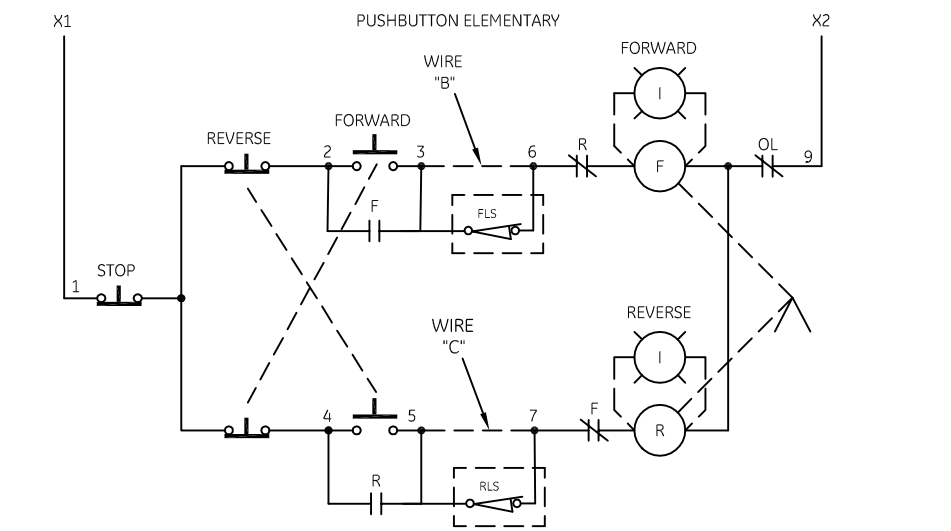 X1
PUSHBUTTON ELEMENTARY
X2
FORWARD
WIRE
"B"
I
REVERSE
FORWARD
2
3
6
R
F
OL
9
F
FLS
1
STOP
WIRE
"C"
REVERSE
I
4
5
7
F
R
R
RLS